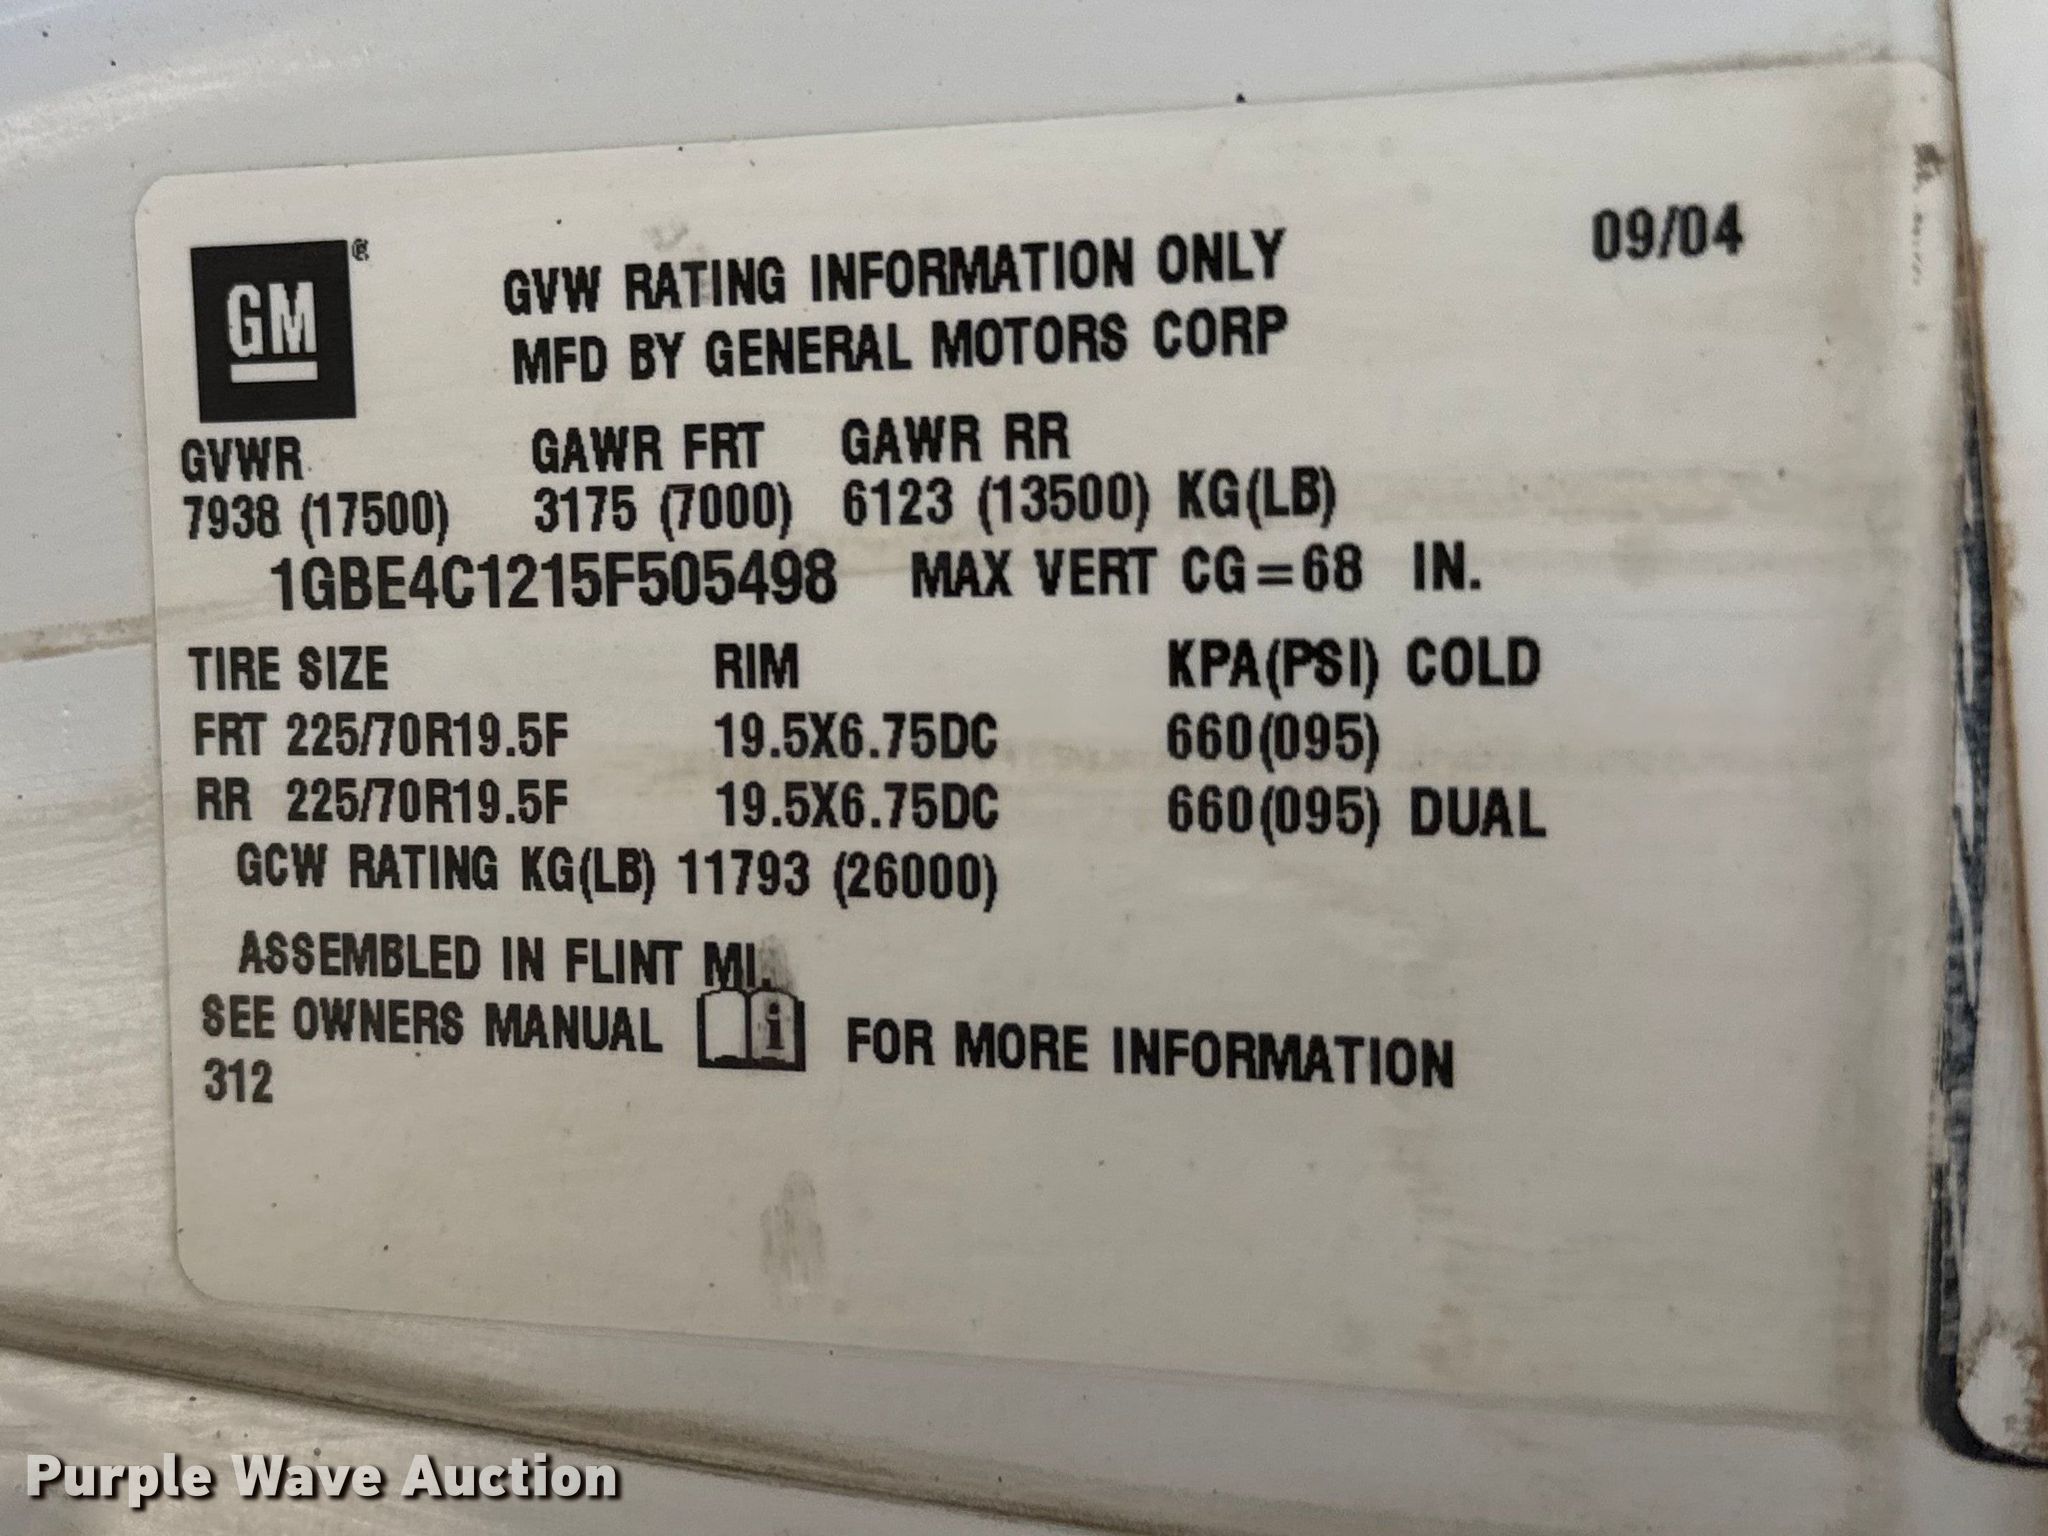 09/04
GM®
GVW RATING INFORMATION ONLY
MFD BY GENERAL MOTORS CORP
GVWR GAWR FRT GAWR RR
7938 (17500) 3175 (7000) 6123 (13500) KG(LB)
1GBE4C1215F505498 MAX VERT CG=68 IN.
TIRE SIZE RIM KPA(PSI) COLD
FRT 225/70R19.5F 19.5X6.75DC 660(095)
RR 225/70R19.5F 19.5X6.75DC 660(095) DUAL
GCW RATING KG(LB) 11793 (26000)
ASSEMBLED IN FLINT MI.
SEE OWNERS MANUAL i FOR MORE INFORMATION
312
Purple Wave Auction